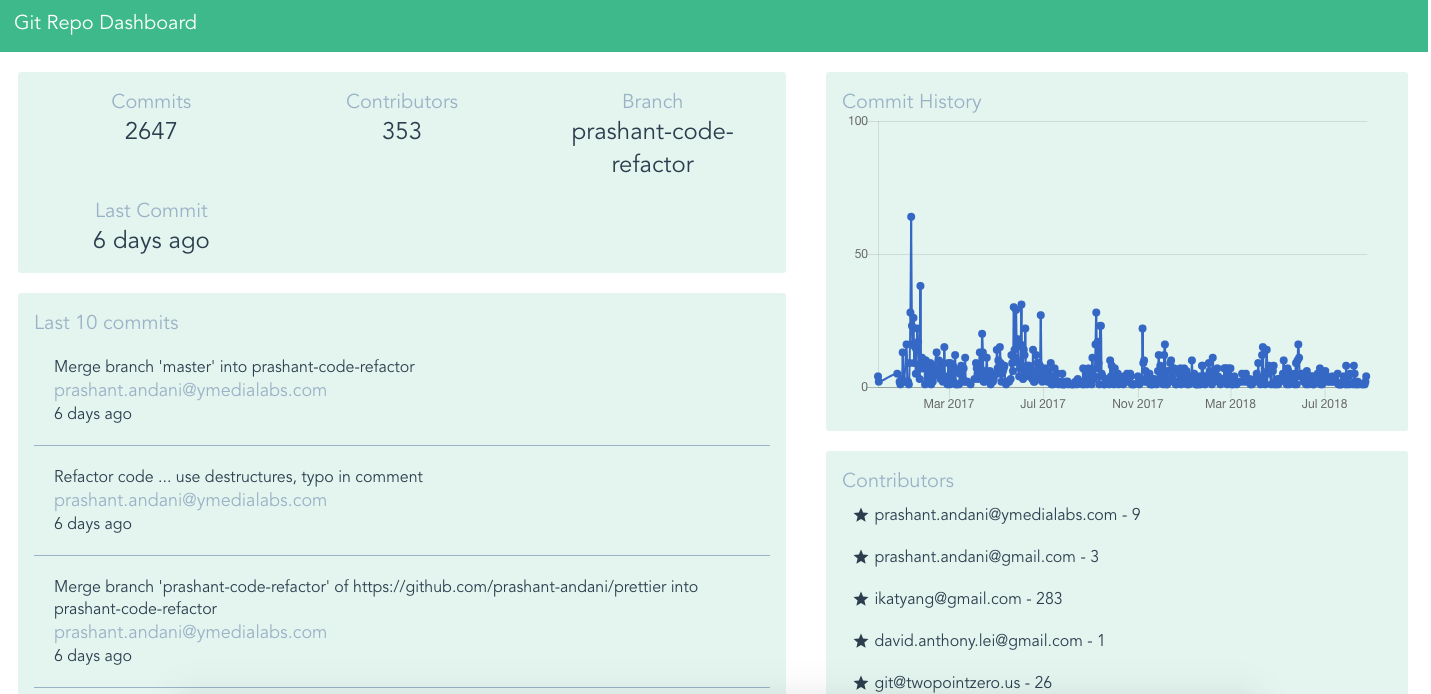 Git Repo Dashboard
Commits
2647
Contributors
353
Branch
prashant-code-
refactor
Last Commit
6 days ago
Last 10 commits
Merge branch 'master' into prashant-code-refactor
prashant.andani@ymedialabs.com
6 days ago
Refactor code ... use destructures, typo in comment
prashant.andani@ymedialabs.com
6 days ago
Merge branch 'prashant-code-refactor' of https://github.com/prashant-andani/prettier into
prashant-code-refactor
prashant.andani@ymedialabs.com
6 days ago
Commit History
100
50
0
Mar 2017
Jul 2017
Nov 2017
Mar 2018
Jul 2018
Contributors
★ prashant.andani@ymedialabs.com - 9
★ prashant.andani@gmail.com - 3
★ ikatyang@gmail.com - 283
★ david.anthony.lei@gmail.com - 1
★ git@twopointzero.us - 26